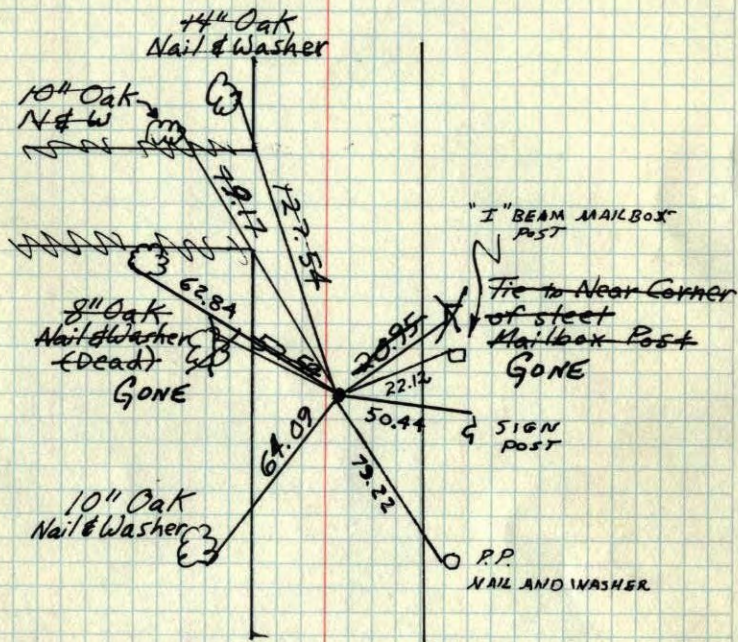 14" Oak
Nail & Washer
10" Oak
N & W
79.17
127.54
"I" BEAM MAILBOX
POST
62.84
Tie to Near Corner
of steel
Mailbox Post
GONE
8" Oak
Nail & Washer
(Dead)
GONE
20.95
22.12
50.44
SIGN
POST
64.09
79.22
10" Oak
Nail & Washer
P.P.
NAIL AND WASHER